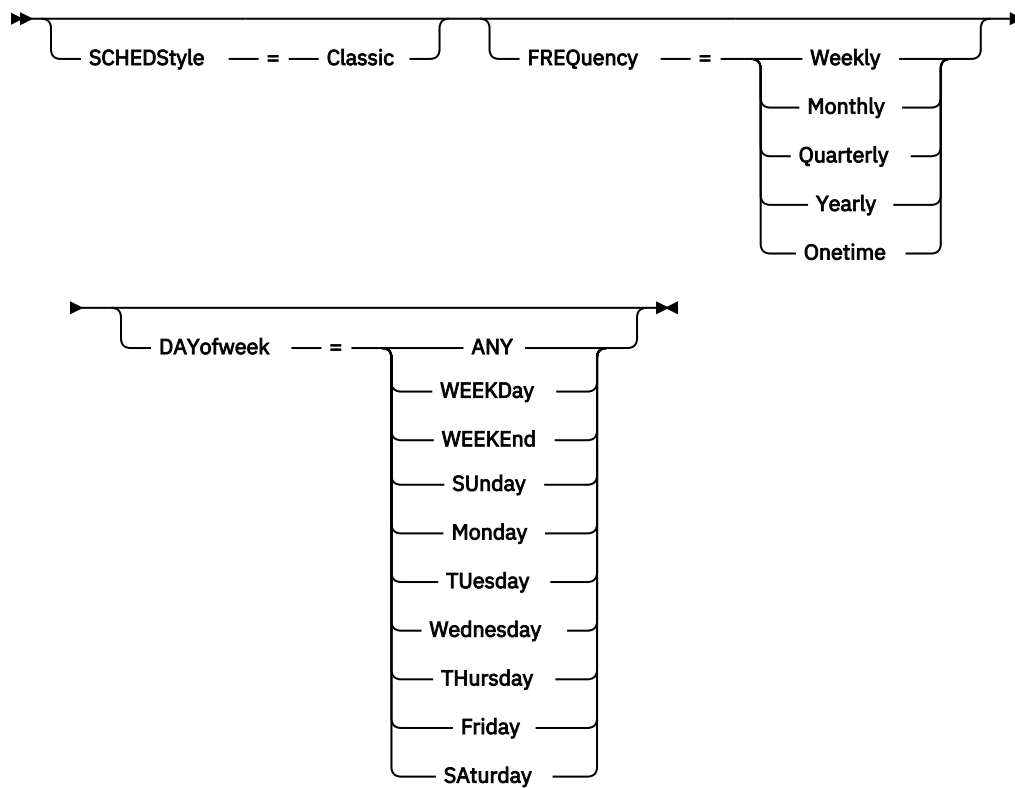 SCHEDStyle = Classic FREQuency = Weekly
Monthly
Quarterly
Yearly
Onetime
DAYofweek = ANY
WEEKDay
WEEKEnd
SUnday
Monday
TUesday
Wednesday
THursday
Friday
SAturday